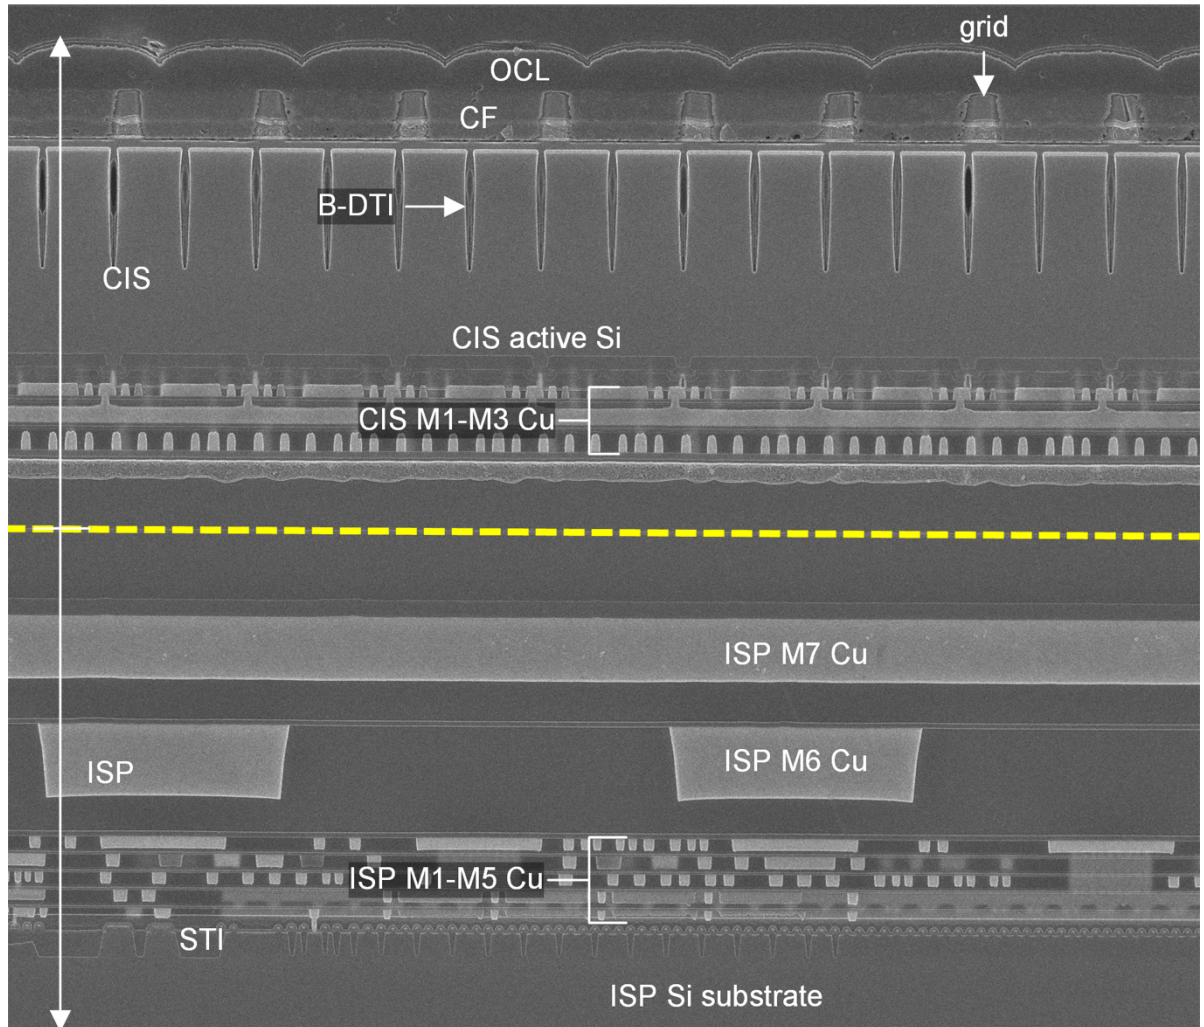 grid
OCL
CF
B-DTI
CIS
CIS active Si
CIS M1-M3 Cu
ISP M7 Cu
ISP
ISP M6 Cu
ISP M1-M5 Cu
STI
ISP Si substrate